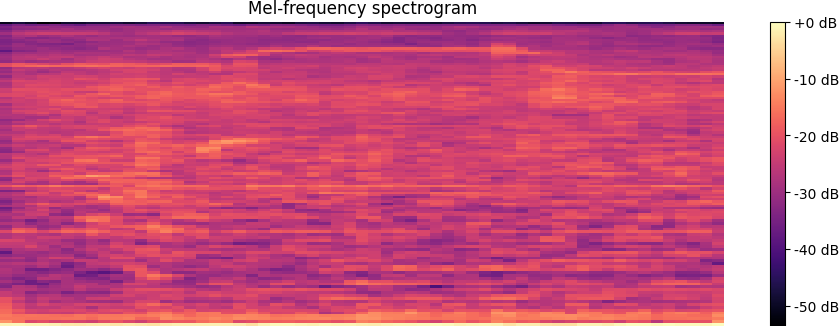 Mel-frequency spectrogram
+0 dB
-10 dB
-20 dB
-30 dB
-40 dB
-50 dB